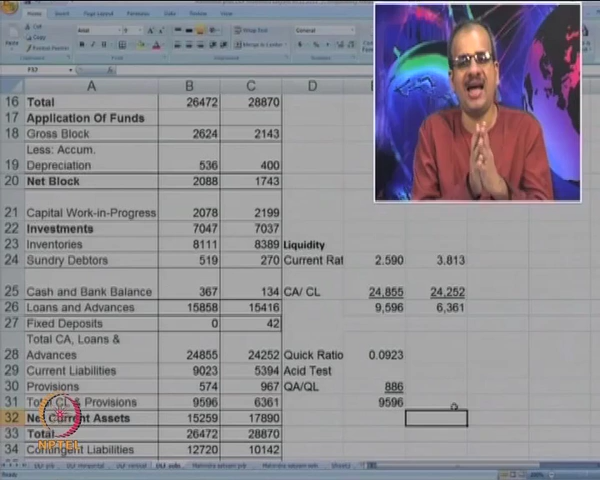 A B C D
16 Total 26472 28870
17 Application Of Funds
18 Gross Block 2624 2143
Less: Accum.
19 Depreciation 536 400
20 Net Block 2088 1743
21 Capital Work-in-Progress 2078 2199
22 Investments 7047 7037
23 Inventories 8111 8389 Liquidity
24 Sundry Debtors 519 270 Current Rat 2.590 3.813
25 Cash and Bank Balance 367 134 CA/ CL 24,855 24,252
26 Loans and Advances 15858 15416 9,596 6,361
27 Fixed Deposits 0 42
Total CA, Loans &
28 Advances 24855 24252 Quick Ratio 0.0923
29 Current Liabilities 9023 5394 Acid Test
30 Provisions 574 967 QA/QL 886
31 Total CL & Provisions 9596 6361 9596
32 Net Current Assets 15259 17890
33 Total 26472 28870
34 Contingent Liabilities 12720 10142
NPTEL